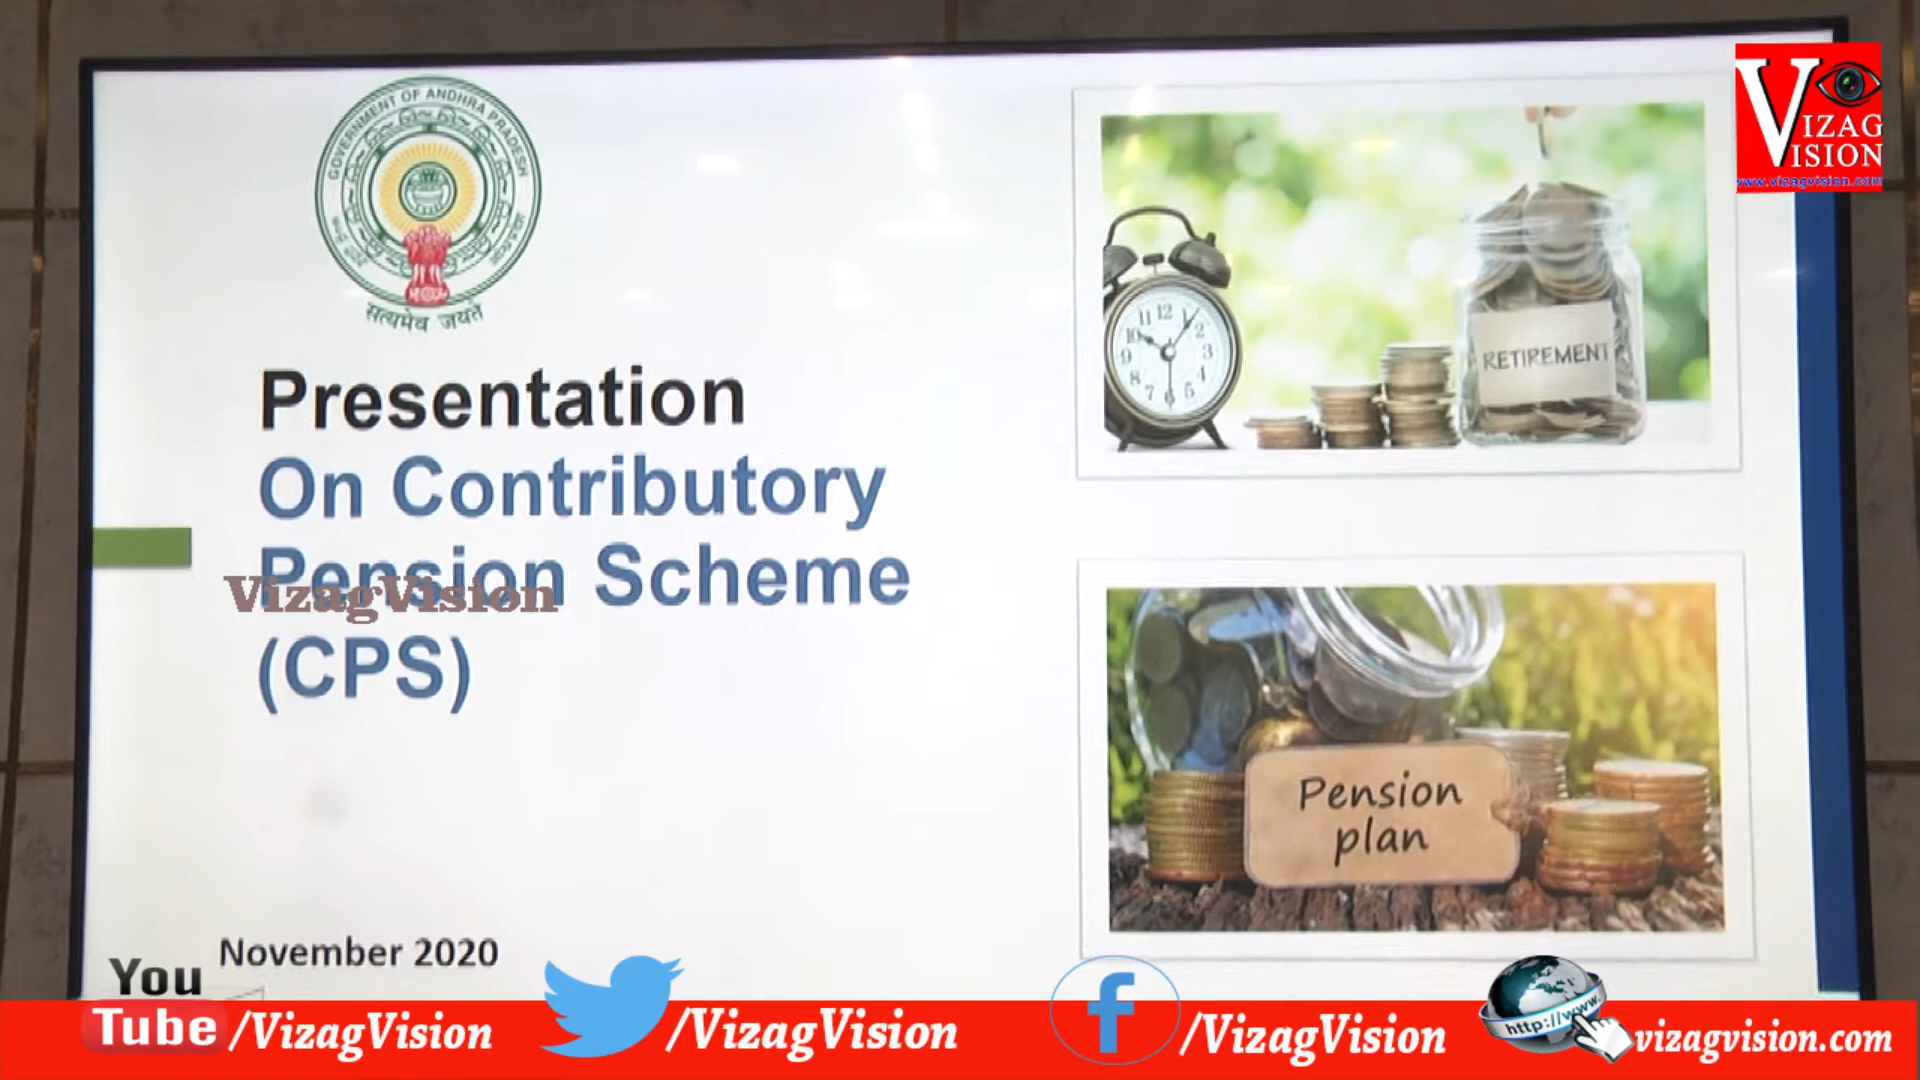 GOVERNMENT OF ANDHRA PRADESH
सत्यमेव जयते
Presentation
On Contributory
Pension Scheme
(CPS)
VizagVision
November 2020
RETIREMENT
Pension
plan
VIZAG
VISION
www.vizagvision.com
You
Tube /VizagVision
/VizagVision
f /VizagVision
http://www.
vizagvision.com